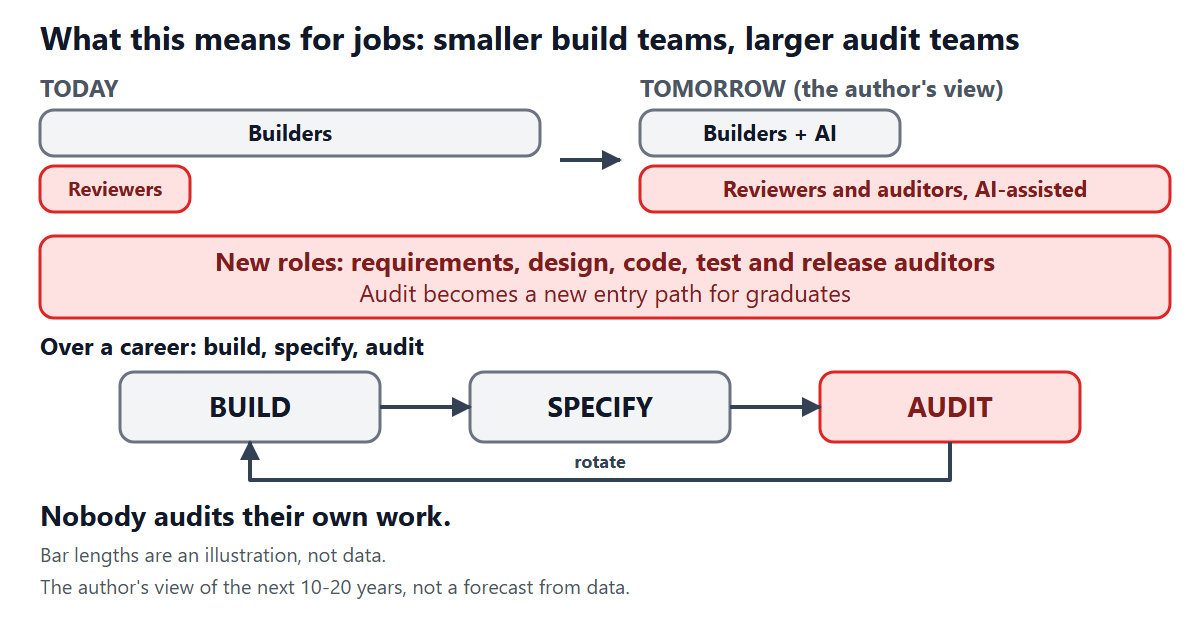 What this means for jobs: smaller build teams, larger audit teams
TODAY
TOMORROW (the author's view)
Builders
Builders + AI
Reviewers
Reviewers and auditors, AI-assisted
New roles: requirements, design, code, test and release auditors
Audit becomes a new entry path for graduates
Over a career: build, specify, audit
BUILD
SPECIFY
AUDIT
rotate
Nobody audits their own work.
Bar lengths are an illustration, not data.
The author's view of the next 10-20 years, not a forecast from data.